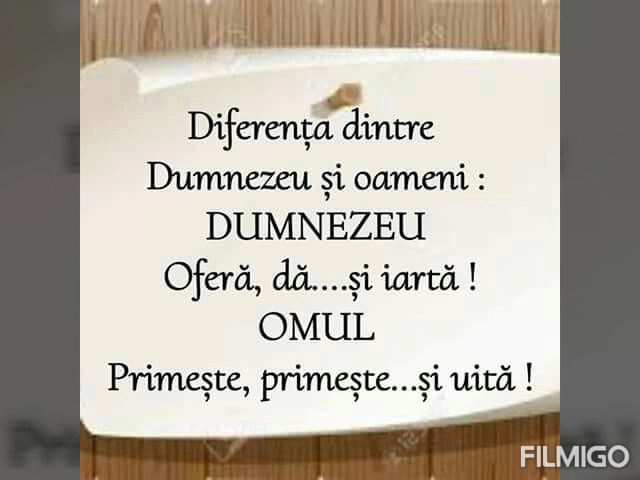 Diferența dintre
Dumnezeu și oameni :
DUMNEZEU
Oferă, dă....și iartă !
OMUL
Primește, primește...și uită !
FILMIGO